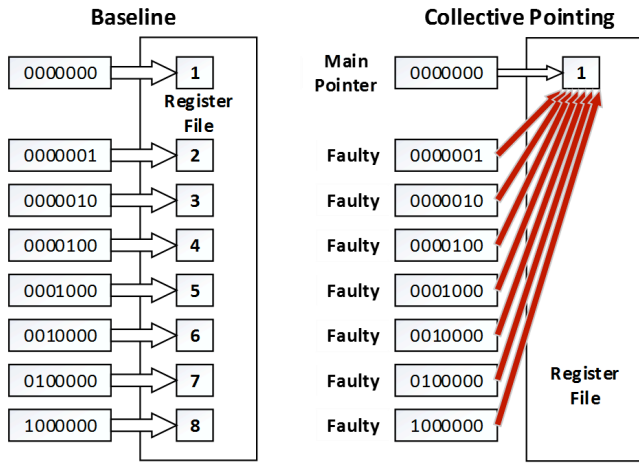 Baseline
0000000 1
Register
File
0000001 2
0000010 3
0000100 4
0001000 5
0010000 6
0100000 7
1000000 8
Collective Pointing
Main
Pointer
0000000 1
Faulty 0000001
Faulty 0000010
Faulty 0000100
Faulty 0001000
Faulty 0010000
Faulty 0100000
Faulty 1000000
Register
File